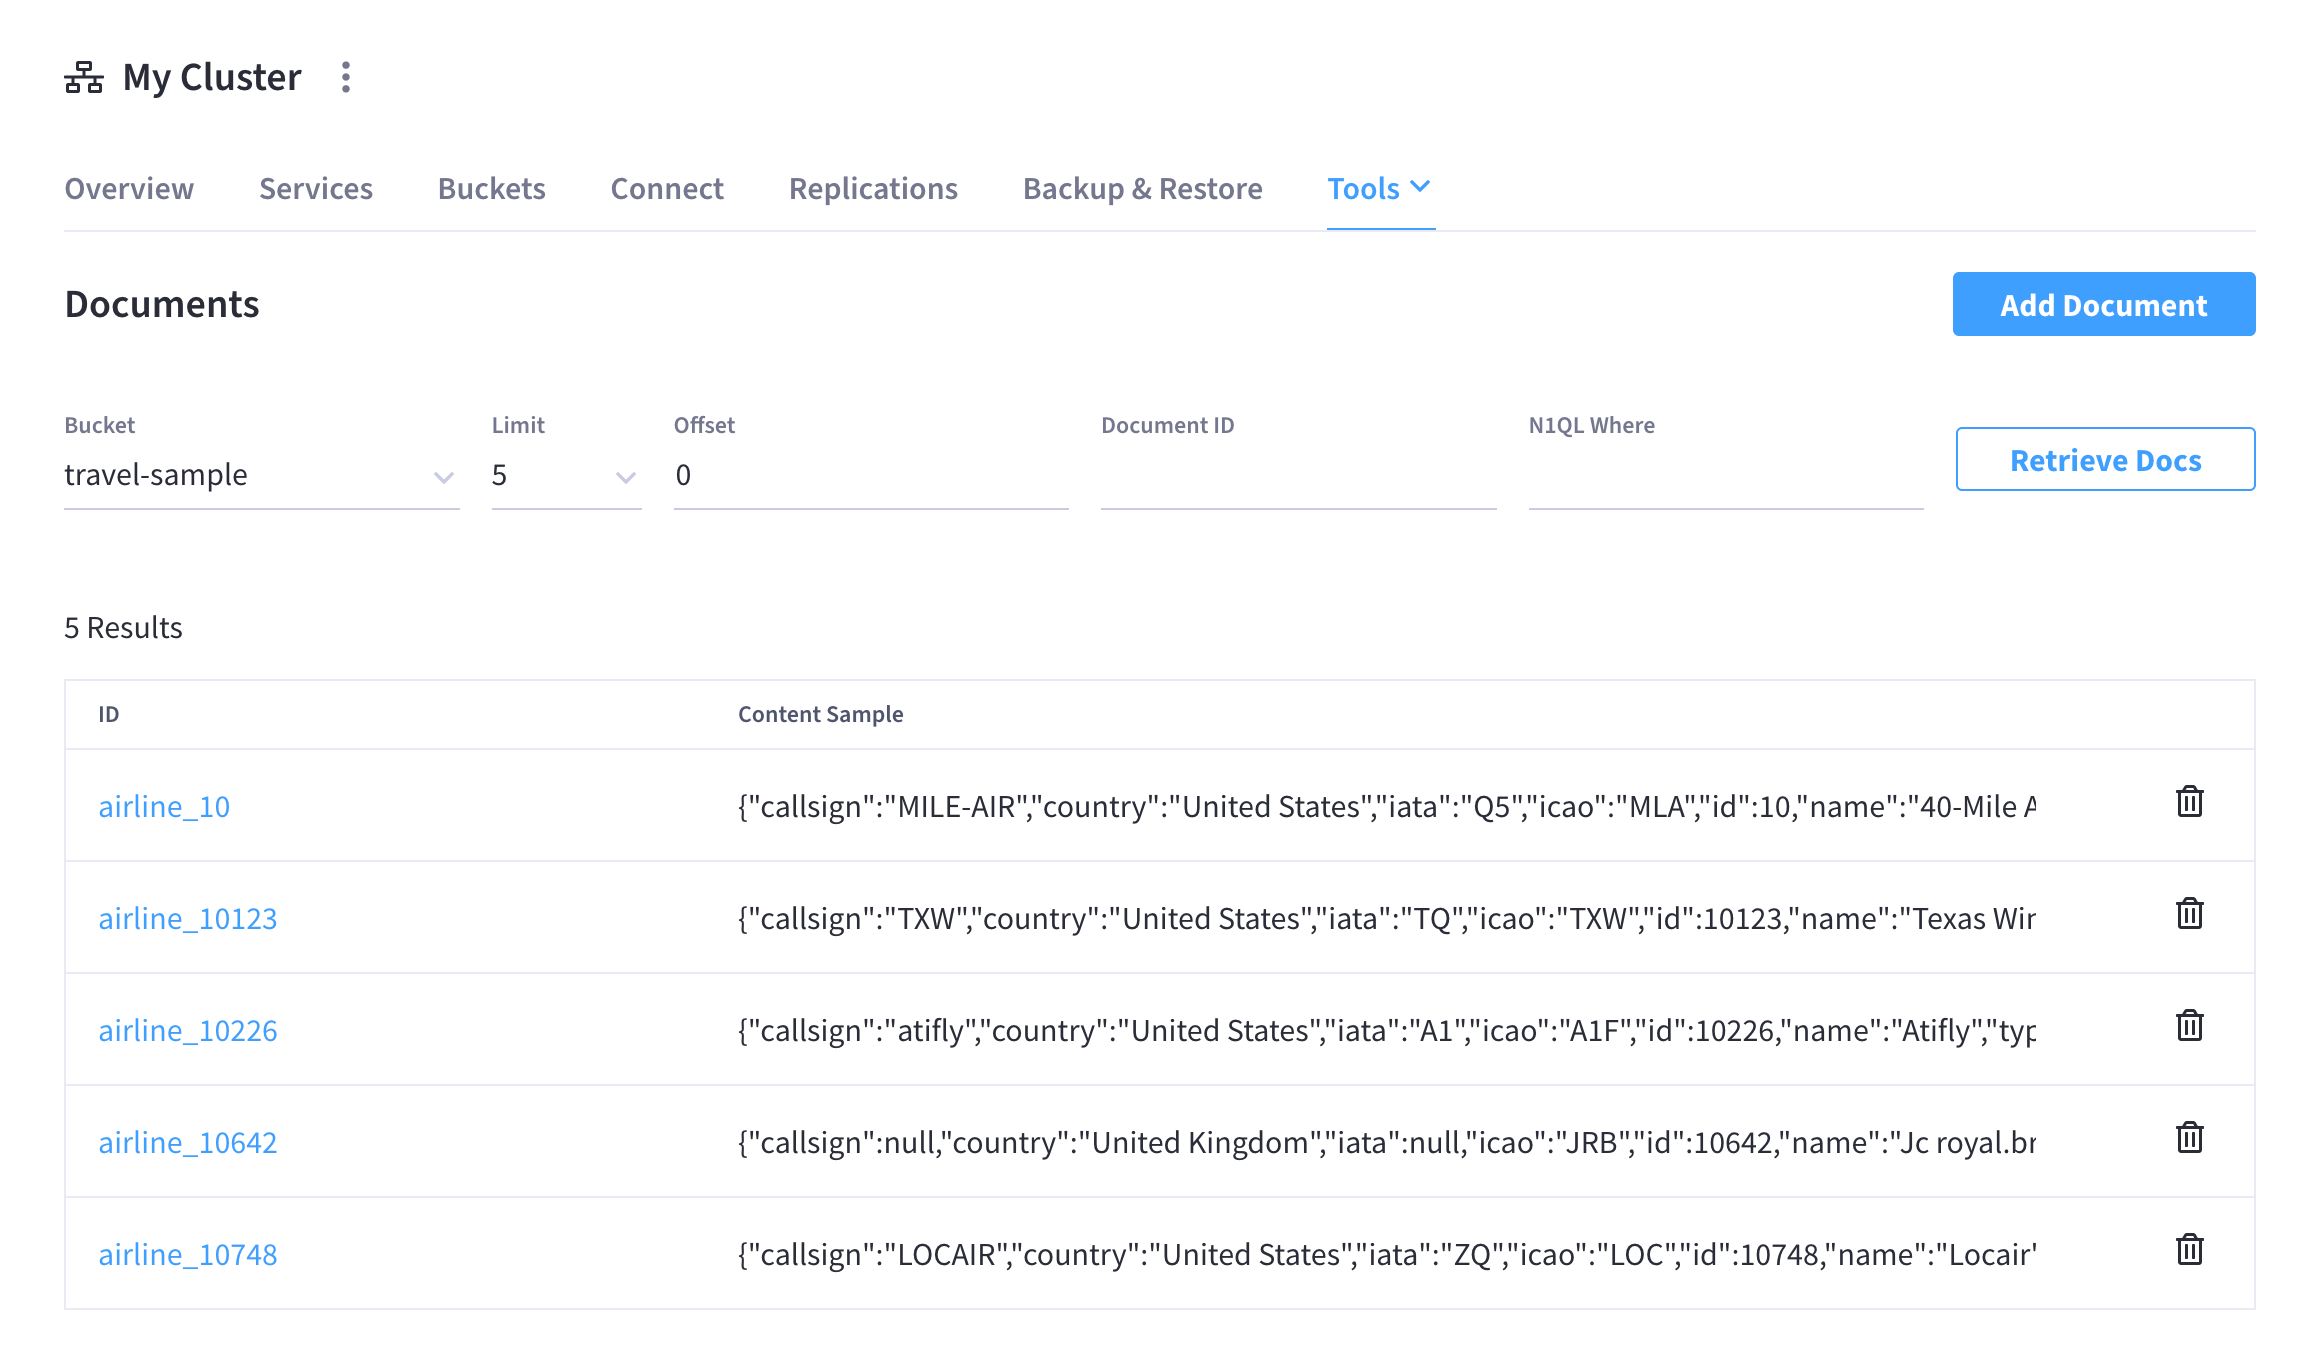 My Cluster
Overview Services Buckets Connect Replications Backup & Restore Tools
Documents Add Document
Bucket Limit Offset Document ID N1QL Where
travel-sample 5 0 Retrieve Docs
5 Results
ID Content Sample
airline_10 {"callsign":"MILE-AIR","country":"United States","iata":"Q5","icao":"MLA","id":10,"name":"40-Mile A
airline_10123 {"callsign":"TXW","country":"United States","iata":"TQ","icao":"TXW","id":10123,"name":"Texas Win
airline_10226 {"callsign":"atifly","country":"United States","iata":"A1","icao":"A1F","id":10226,"name":"Atifly","typ
airline_10642 {"callsign":null,"country":"United Kingdom","iata":null,"icao":"JRB","id":10642,"name":"Jc royal.br
airline_10748 {"callsign":"LOCAIR","country":"United States","iata":"ZQ","icao":"LOC","id":10748,"name":"Locair"